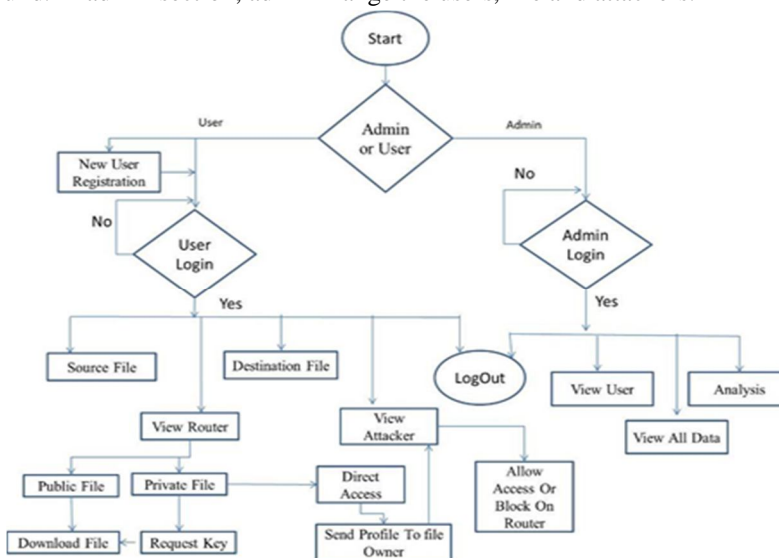 Start
User
Admin
or User
Admin
New User
Registration
No
No
User
Login
Admin
Login
Yes
Yes
Source File
Destination File
LogOut
View User
Analysis
View Router
View
Attacker
View All Data
Public File
Private File
Direct
Access
Allow
Access Or
Block On
Router
Download File
Request Key
Send Profile To file
Owner